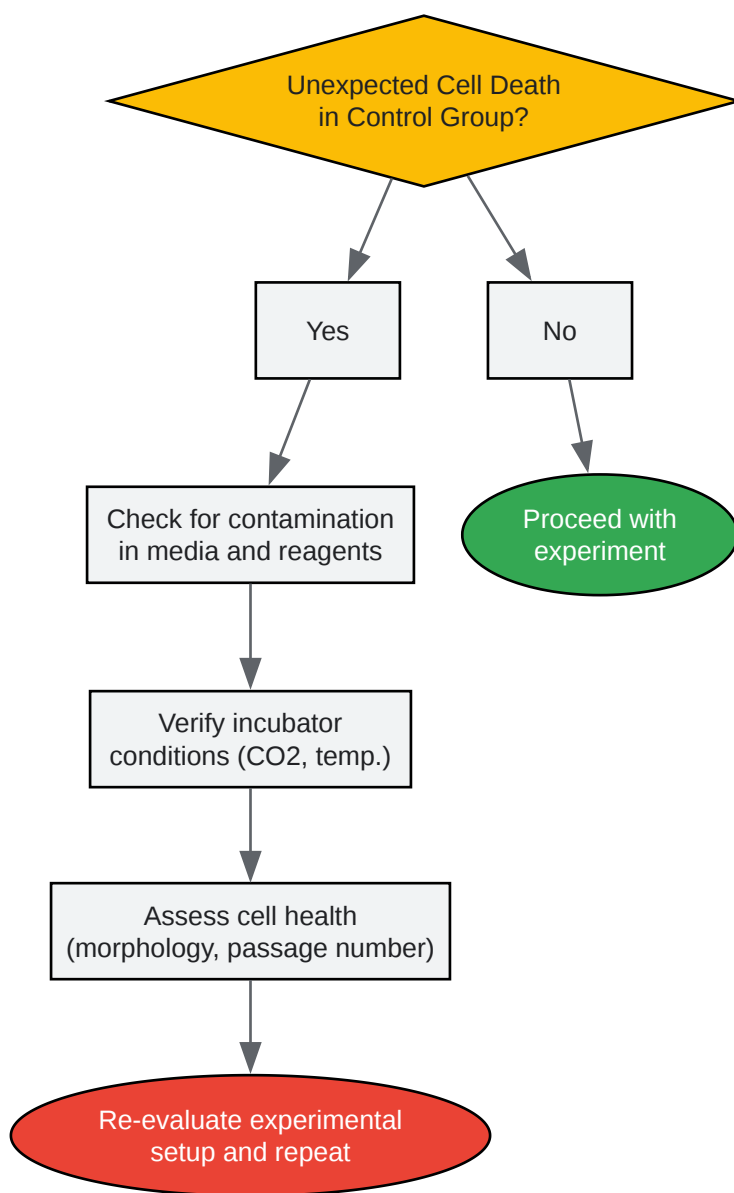 Unexpected Cell Death
in Control Group?
Yes
No
Check for contamination
in media and reagents
Proceed with
experiment
Verify incubator
conditions (CO2, temp.)
Assess cell health
(morphology, passage number)
Re-evaluate experimental
setup and repeat